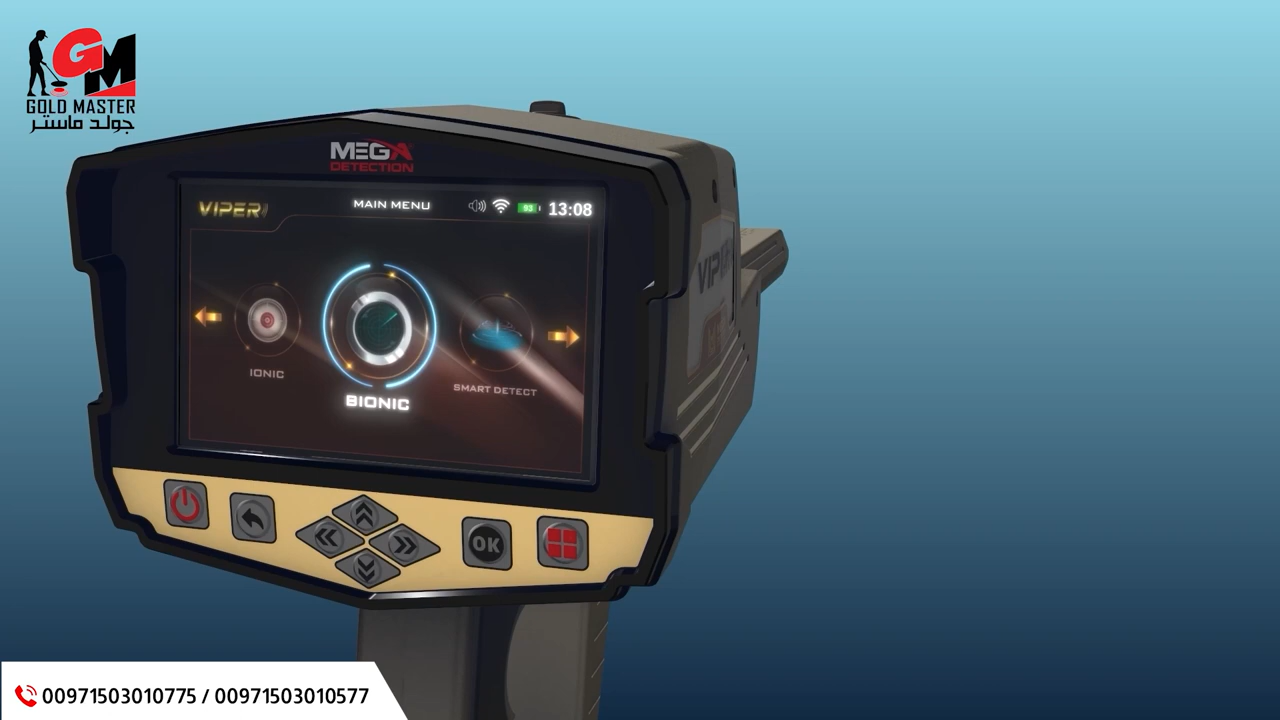 GM
GOLD MASTER
جولد ماستر
MEGA
DETECTION
VIPER
MAIN MENU
93
13:08
IONIC
BIONIC
SMART DETECT
VIPER
OK
00971503010775 / 00971503010577